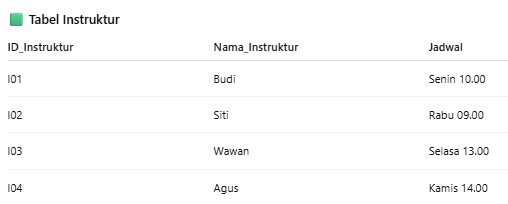 Tabel Instruktur
ID_Instruktur Nama_Instruktur Jadwal
I01 Budi Senin 10.00
I02 Siti Rabu 09.00
I03 Wawan Selasa 13.00
I04 Agus Kamis 14.00